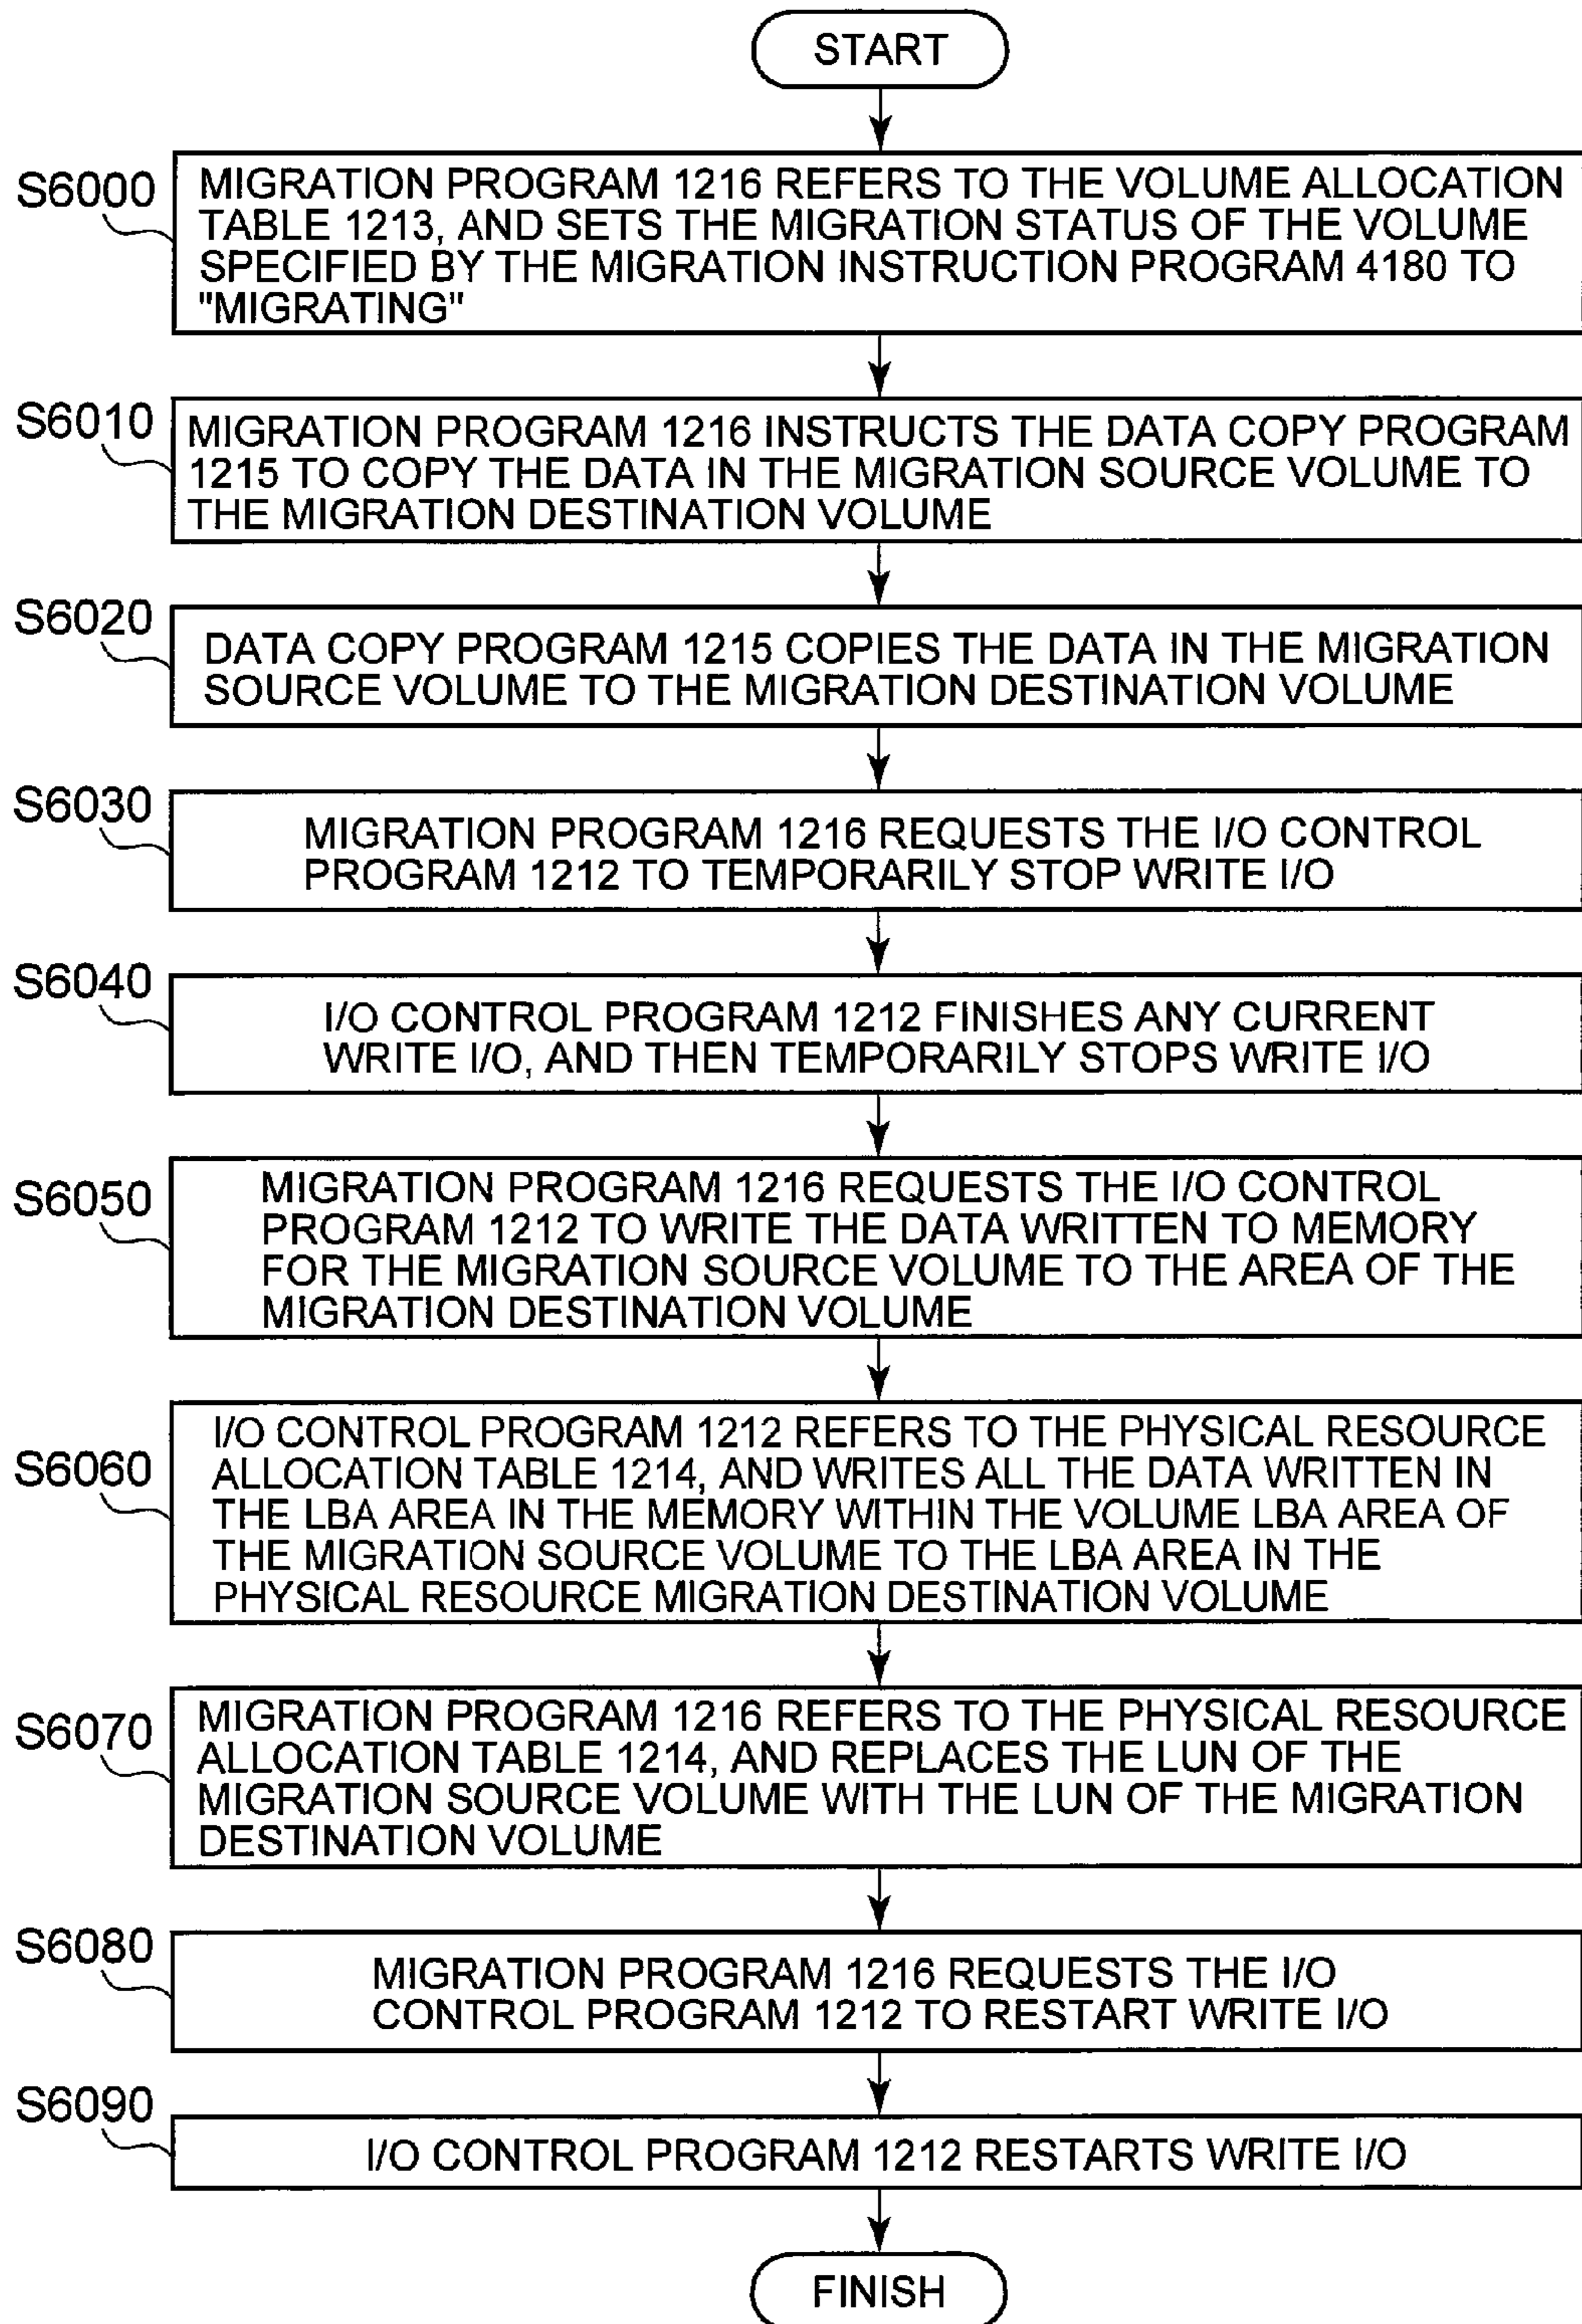 START
S6000
MIGRATION PROGRAM 1216 REFERS TO THE VOLUME ALLOCATION
TABLE 1213, AND SETS THE MIGRATION STATUS OF THE VOLUME
SPECIFIED BY THE MIGRATION INSTRUCTION PROGRAM 4180 TO
"MIGRATING"
S6010
MIGRATION PROGRAM 1216 INSTRUCTS THE DATA COPY PROGRAM
1215 TO COPY THE DATA IN THE MIGRATION SOURCE VOLUME TO
THE MIGRATION DESTINATION VOLUME
S6020
DATA COPY PROGRAM 1215 COPIES THE DATA IN THE MIGRATION
SOURCE VOLUME TO THE MIGRATION DESTINATION VOLUME
S6030
MIGRATION PROGRAM 1216 REQUESTS THE I/O CONTROL
PROGRAM 1212 TO TEMPORARILY STOP WRITE I/O
S6040
I/O CONTROL PROGRAM 1212 FINISHES ANY CURRENT
WRITE I/O, AND THEN TEMPORARILY STOPS WRITE I/O
S6050
MIGRATION PROGRAM 1216 REQUESTS THE I/O CONTROL
PROGRAM 1212 TO WRITE THE DATA WRITTEN TO MEMORY
FOR THE MIGRATION SOURCE VOLUME TO THE AREA OF THE
MIGRATION DESTINATION VOLUME
S6060
I/O CONTROL PROGRAM 1212 REFERS TO THE PHYSICAL RESOURCE
ALLOCATION TABLE 1214, AND WRITES ALL THE DATA WRITTEN IN
THE LBA AREA IN THE MEMORY WITHIN THE VOLUME LBA AREA OF
THE MIGRATION SOURCE VOLUME TO THE LBA AREA IN THE
PHYSICAL RESOURCE MIGRATION DESTINATION VOLUME
S6070
MIGRATION PROGRAM 1216 REFERS TO THE PHYSICAL RESOURCE
ALLOCATION TABLE 1214, AND REPLACES THE LUN OF THE
MIGRATION SOURCE VOLUME WITH THE LUN OF THE MIGRATION
DESTINATION VOLUME
S6080
MIGRATION PROGRAM 1216 REQUESTS THE I/O
CONTROL PROGRAM 1212 TO RESTART WRITE I/O
S6090
I/O CONTROL PROGRAM 1212 RESTARTS WRITE I/O
FINISH